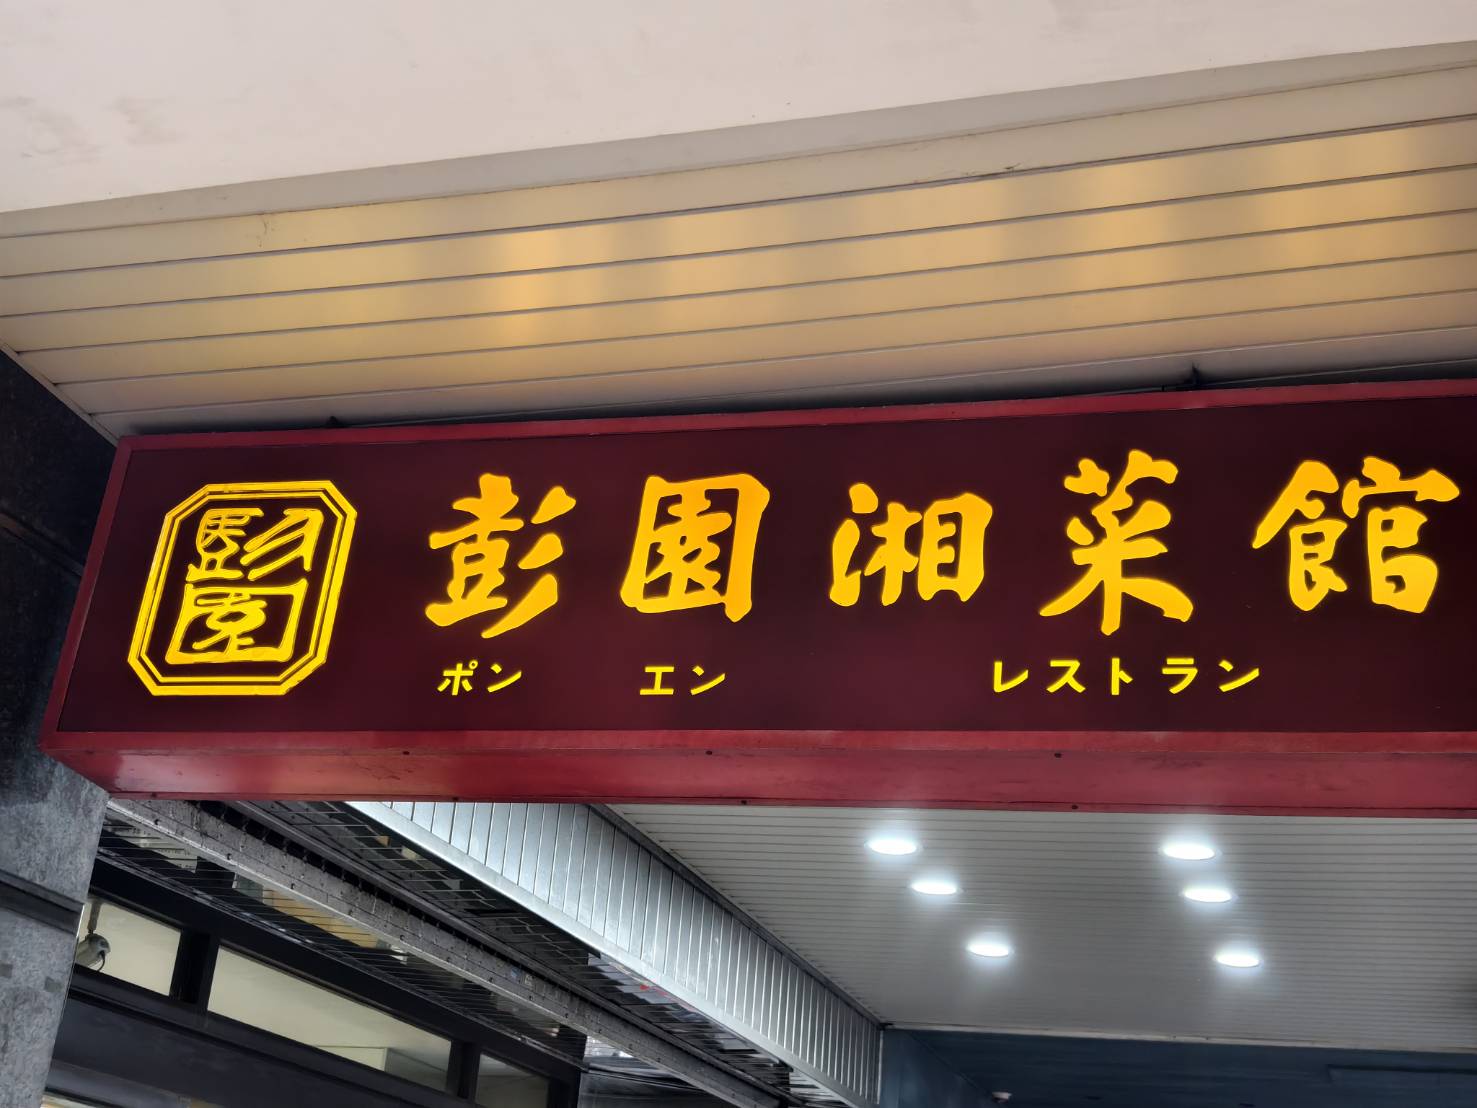 彭園
彭園湘菜館
ポン エン レストラン